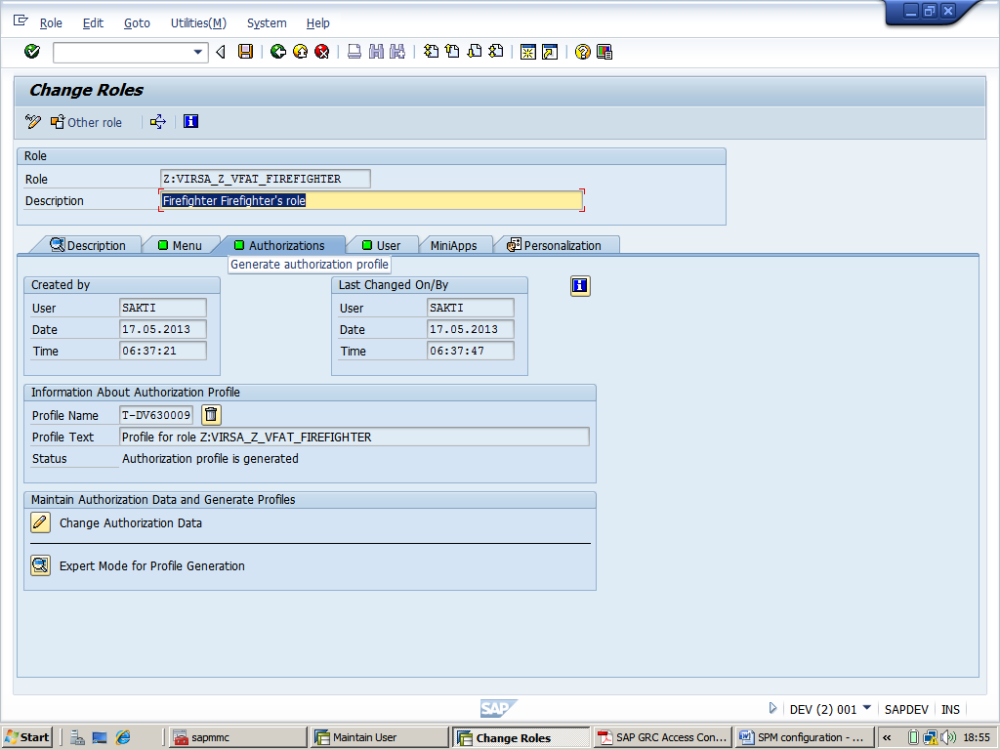 Role Edit Goto Utilities(M) System Help
Change Roles
Other role
Role
Role Z:VIRSA_Z_VFAT_FIREFIGHTER
Description Firefighter Firefighter's role
Description Menu Authorizations User MiniApps Personalization
Generate authorization profile
Created by Last Changed On/By
User SAKTI User SAKTI
Date 17.05.2013 Date 17.05.2013
Time 06:37:21 Time 06:37:47
Information About Authorization Profile
Profile Name T-DV630009
Profile Text Profile for role Z:VIRSA_Z_VFAT_FIREFIGHTER
Status Authorization profile is generated
Maintain Authorization Data and Generate Profiles
Change Authorization Data
Expert Mode for Profile Generation
SAP DEV (2) 001 SAPDEV INS
Start sapmmc Maintain User Change Roles SAP GRC Access Con... SPM configuration - ... « 18:55